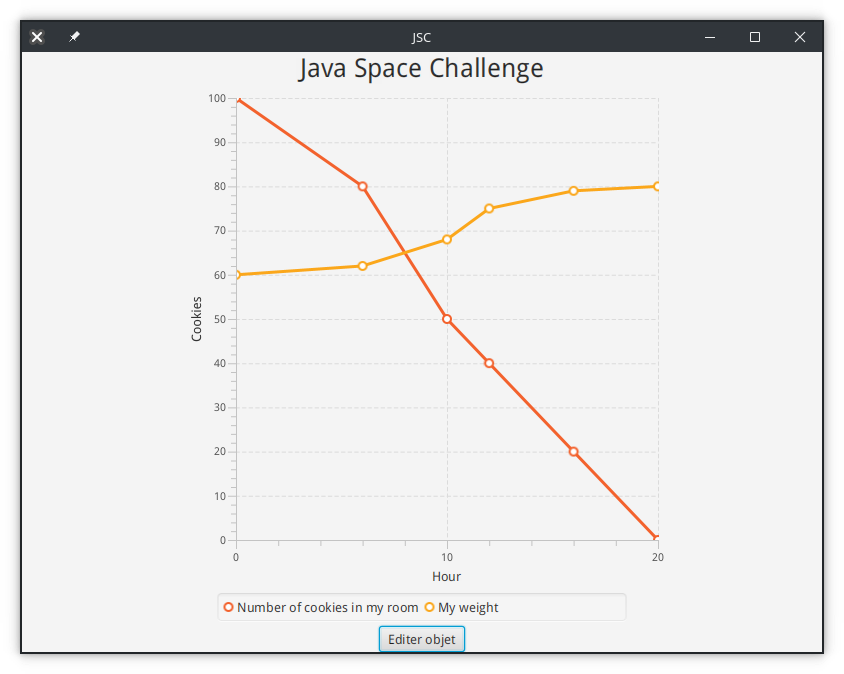 JSC
Java Space Challenge
100
90
80
70
60
50
40
30
20
10
0
Cookies
0 10 20
Hour
Number of cookies in my room My weight
Editer objet